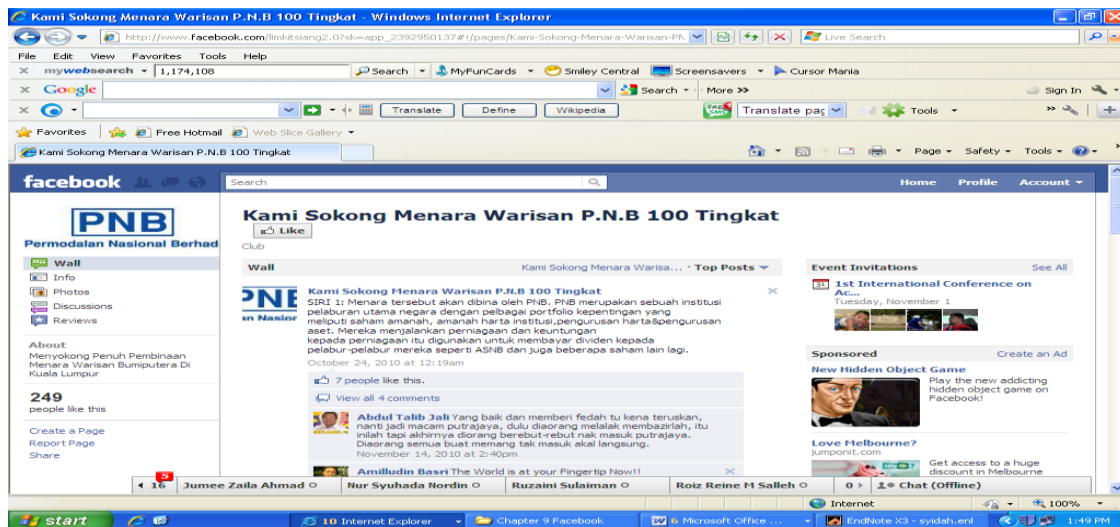 Kami Sokong Menara Warisan P.N.B 100 Tingkat - Windows Internet Explorer
http://www.facebook.com/limkitsiang2.0?sk=app_2392950137#!/pages/Kami-Sokong-Menara-Warisan-PN
Live Search
File Edit View Favorites Tools Help
mywebsearch 1,174,108 Search MyFunCards Smiley Central Screensavers Cursor Mania
Google Search More >> Sign In
Translate Define Wikipedia Translate pag Tools
Favorites Free Hotmail Web Slice Gallery
Kami Sokong Menara Warisan P.N.B 100 Tingkat Page Safety Tools
facebook Search Home Profile Account
PNB
Permodalan Nasional Berhad
Wall
Info
Photos
Discussions
Reviews
About
Menyokong Penuh Pembinaan
Menara Warisan Bumiputera Di
Kuala Lumpur
249
people like this
Create a Page
Report Page
Share
Kami Sokong Menara Warisan P.N.B 100 Tingkat
Like
Club
Wall Kami Sokong Menara Warisa... · Top Posts
Kami Sokong Menara Warisan P.N.B 100 Tingkat
SIRI 1: Menara tersebut akan dibina oleh PNB. PNB merupakan sebuah institusi
pelaburan utama negara dengan pelbagai portfolio kepentingan yang
meliputi saham amanah, amanah harta institusi,pengurusan harta&pengurusan
aset. Mereka menjalankan perniagaan dan keuntungan
kepada perniagaan itu digunakan untuk membayar dividen kepada
pelabur-pelabur mereka seperti ASNB dan juga beberapa saham lain lagi.
October 24, 2010 at 12:19am
7 people like this.
View all 4 comments
Abdul Talib Jali Yang baik dan memberi fedah tu kena teruskan,
nanti jadi macam putrajaya, dulu diaorang melalak membazirlah, itu
inilah tapi akhirnya diorang berebut-rebut nak masuk putrajaya.
Diaorang semua buat memang tak masuk akal langsung.
November 14, 2010 at 2:40pm
Amilludin Basri The World is at your Fingertip Now!!
Event Invitations See All
31 1st International Conference on
Ac...
Tuesday, November 1
Sponsored Create an Ad
New Hidden Object Game
Play the new addicting
hidden object game on
Facebook!
Love Melbourne?
jumponit.com
Get access to a huge
discount in Melbourne
5
16 Jumee Zaila Ahmad Nur Syuhada Nordin Ruzaini Sulaiman Roiz Reine M Salleh 0 Chat (Offline)
Internet 100%
start 10 Internet Explorer Chapter 9 Facebook 6 Microsoft Office ... EndNote X3 - syidah.enl 1:49 PM